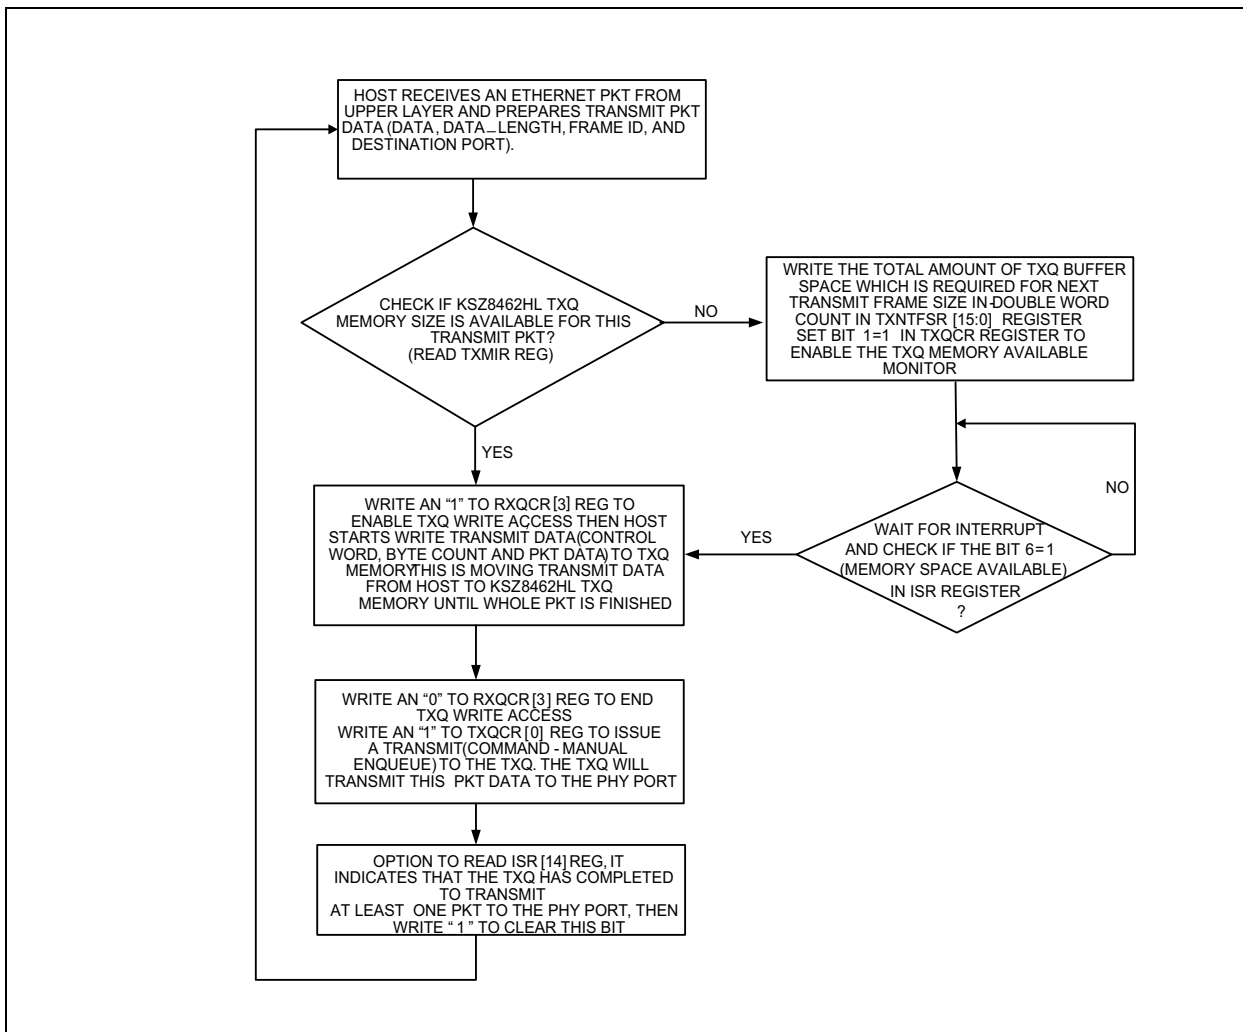 HOST RECEIVES AN ETHERNET PKT FROM
UPPER LAYER AND PREPARES TRANSMIT PKT
DATA (DATA, DATA_LENGTH, FRAME ID, AND
DESTINATION PORT).
CHECK IF KSZ8462HL TXQ
MEMORY SIZE IS AVAILABLE FOR THIS
TRANSMIT PKT?
(READ TXMIR REG)
NO
WRITE THE TOTAL AMOUNT OF TXQ BUFFER
SPACE WHICH IS REQUIRED FOR NEXT
TRANSMIT FRAME SIZE IN-DOUBLE WORD
COUNT IN TXNTFSR [15:0] REGISTER
SET BIT 1=1 IN TXQCR REGISTER TO
ENABLE THE TXQ MEMORY AVAILABLE
MONITOR
YES
WAIT FOR INTERRUPT
AND CHECK IF THE BIT 6=1
(MEMORY SPACE AVAILABLE)
IN ISR REGISTER
?
NO
YES
WRITE AN “1” TO RXQCR[3] REG TO
ENABLE TXQ WRITE ACCESS THEN HOST
STARTS WRITE TRANSMIT DATA(CONTROL
WORD, BYTE COUNT AND PKT DATA) TO TXQ
MEMORYTHIS IS MOVING TRANSMIT DATA
FROM HOST TO KSZ8462HL TXQ
MEMORY UNTIL WHOLE PKT IS FINISHED
WRITE AN “0” TO RXQCR[3] REG TO END
TXQ WRITE ACCESS
WRITE AN “1” TO TXQCR[0] REG TO ISSUE
A TRANSMIT(COMMAND - MANUAL
ENQUEUE) TO THE TXQ. THE TXQ WILL
TRANSMIT THIS PKT DATA TO THE PHY PORT
OPTION TO READ ISR [14] REG, IT
INDICATES THAT THE TXQ HAS COMPLETED
TO TRANSMIT
AT LEAST ONE PKT TO THE PHY PORT, THEN
WRITE “1” TO CLEAR THIS BIT